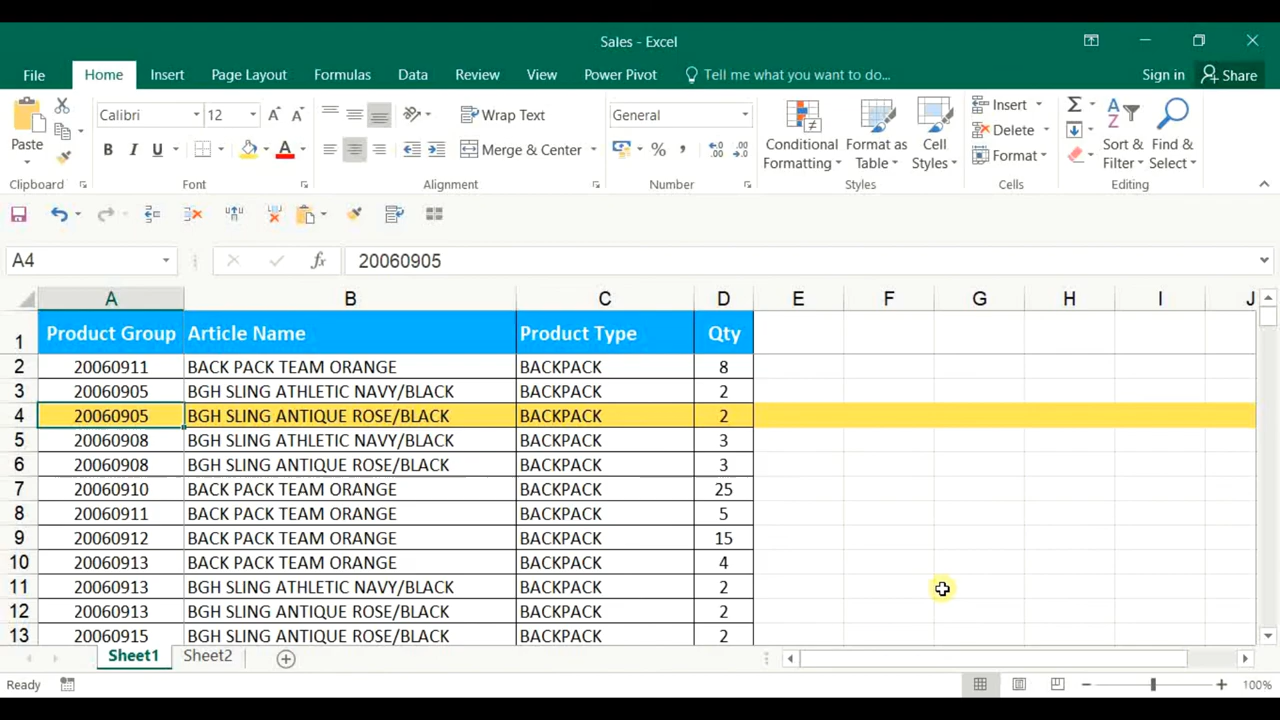 Sales - Excel
File Home Insert Page Layout Formulas Data Review View Power Pivot Tell me what you want to do... Sign in Share
Calibri 12 A A Wrap Text General Insert Σ
Paste B I U A Merge & Center % , Conditional Formatting Format as Table Cell Styles Delete Format Sort & Filter Find & Select
Clipboard Font Alignment Number Styles Cells Editing
A4 fx 20060905
A B C D E F G H I J
1 Product Group Article Name Product Type Qty
2 20060911 BACK PACK TEAM ORANGE BACKPACK 8
3 20060905 BGH SLING ATHLETIC NAVY/BLACK BACKPACK 2
4 20060905 BGH SLING ANTIQUE ROSE/BLACK BACKPACK 2
5 20060908 BGH SLING ATHLETIC NAVY/BLACK BACKPACK 3
6 20060908 BGH SLING ANTIQUE ROSE/BLACK BACKPACK 3
7 20060910 BACK PACK TEAM ORANGE BACKPACK 25
8 20060911 BACK PACK TEAM ORANGE BACKPACK 5
9 20060912 BACK PACK TEAM ORANGE BACKPACK 15
10 20060913 BACK PACK TEAM ORANGE BACKPACK 4
11 20060913 BGH SLING ATHLETIC NAVY/BLACK BACKPACK 2
12 20060913 BGH SLING ANTIQUE ROSE/BLACK BACKPACK 2
13 20060915 BGH SLING ANTIQUE ROSE/BLACK BACKPACK 2
Sheet1 Sheet2
Ready 100%